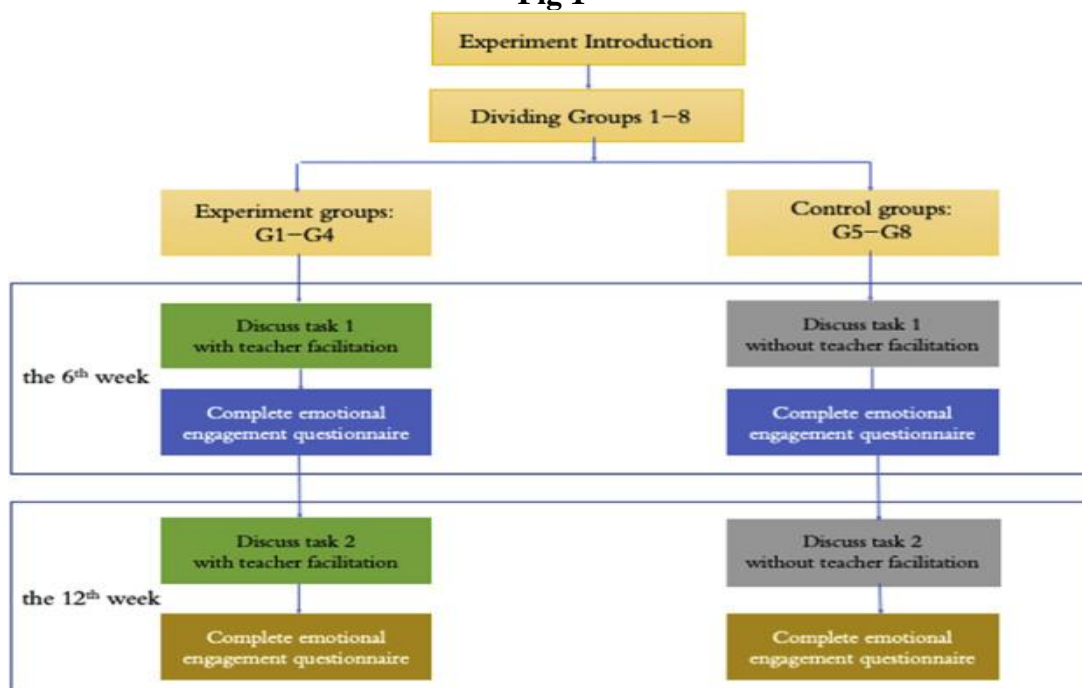 Fig 1
Experiment Introduction
Dividing Groups 1−8
Experiment groups:
G1−G4
Control groups:
G5−G8
the 6th week
Discuss task 1
with teacher facilitation
Discuss task 1
without teacher facilitation
Complete emotional
engagement questionnaire
Complete emotional
engagement questionnaire
the 12th week
Discuss task 2
with teacher facilitation
Discuss task 2
without teacher facilitation
Complete emotional
engagement questionnaire
Complete emotional
engagement questionnaire